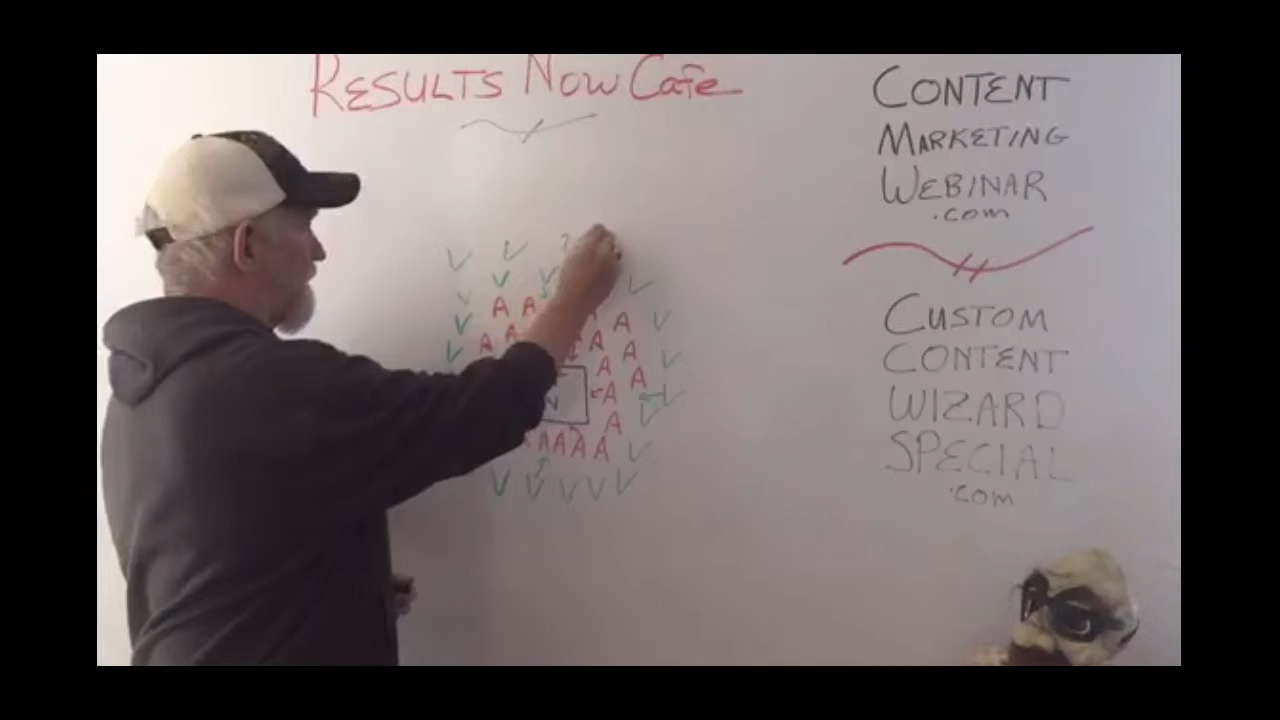 RESULTS NOW CAFE
CONTENT
MARKETING
WEBINAR
.com
CUSTOM
CONTENT
WIZARD
SPECIAL
.com
V V
V V
V A A V
V A A V
V A A A A V
A
A A V
N A V
A
A A A A A V
V V V V V